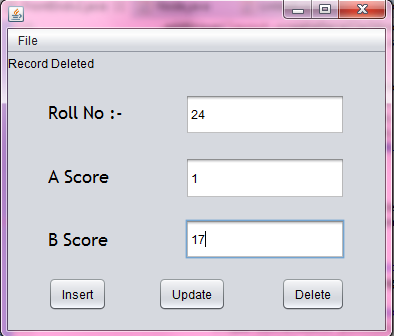 File
Record Deleted
Roll No :- 24
A Score 1
B Score 17
Insert Update Delete